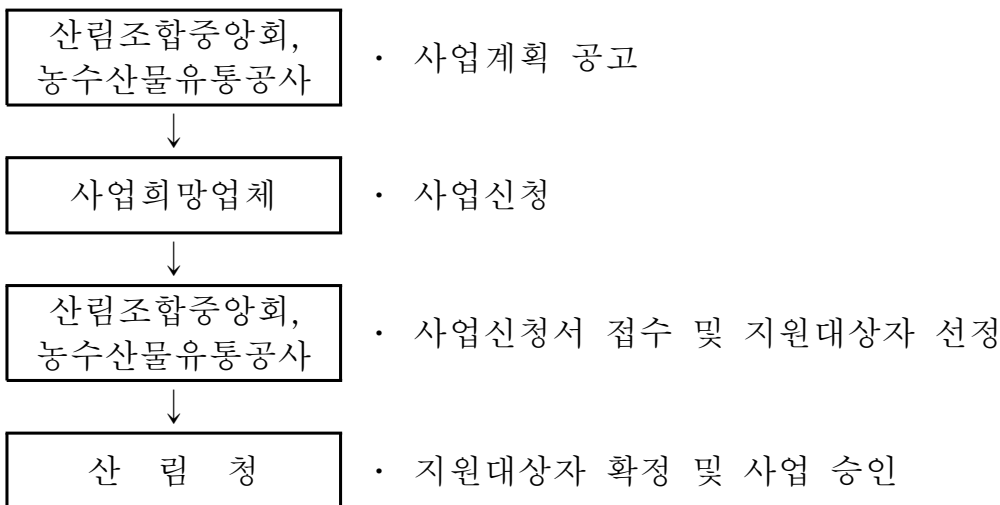 산림조합중앙회,
농수산물유통공사
· 사업계획 공고
↓
사업희망업체
· 사업신청
↓
산림조합중앙회,
농수산물유통공사
· 사업신청서 접수 및 지원대상자 선정
↓
산 림 청
· 지원대상자 확정 및 사업 승인